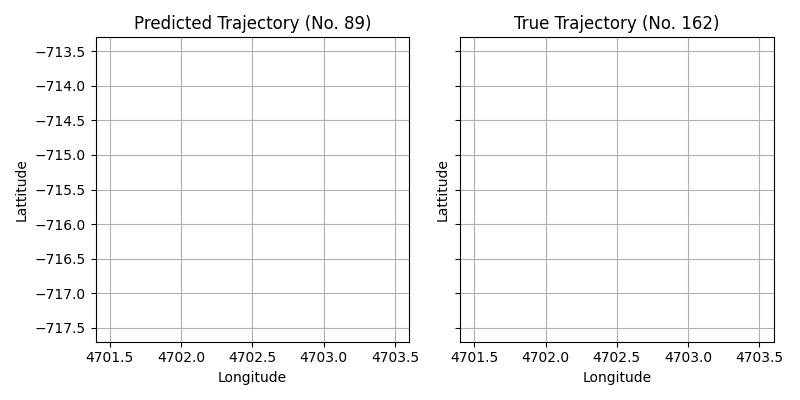 Predicted Trajectory (No. 89)
True Trajectory (No. 162)
−713.5
−714.0
−714.5
−715.0
−715.5
−716.0
−716.5
−717.0
−717.5
Lattitude
Lattitude
4701.5 4702.0 4702.5 4703.0 4703.5
4701.5 4702.0 4702.5 4703.0 4703.5
Longitude
Longitude